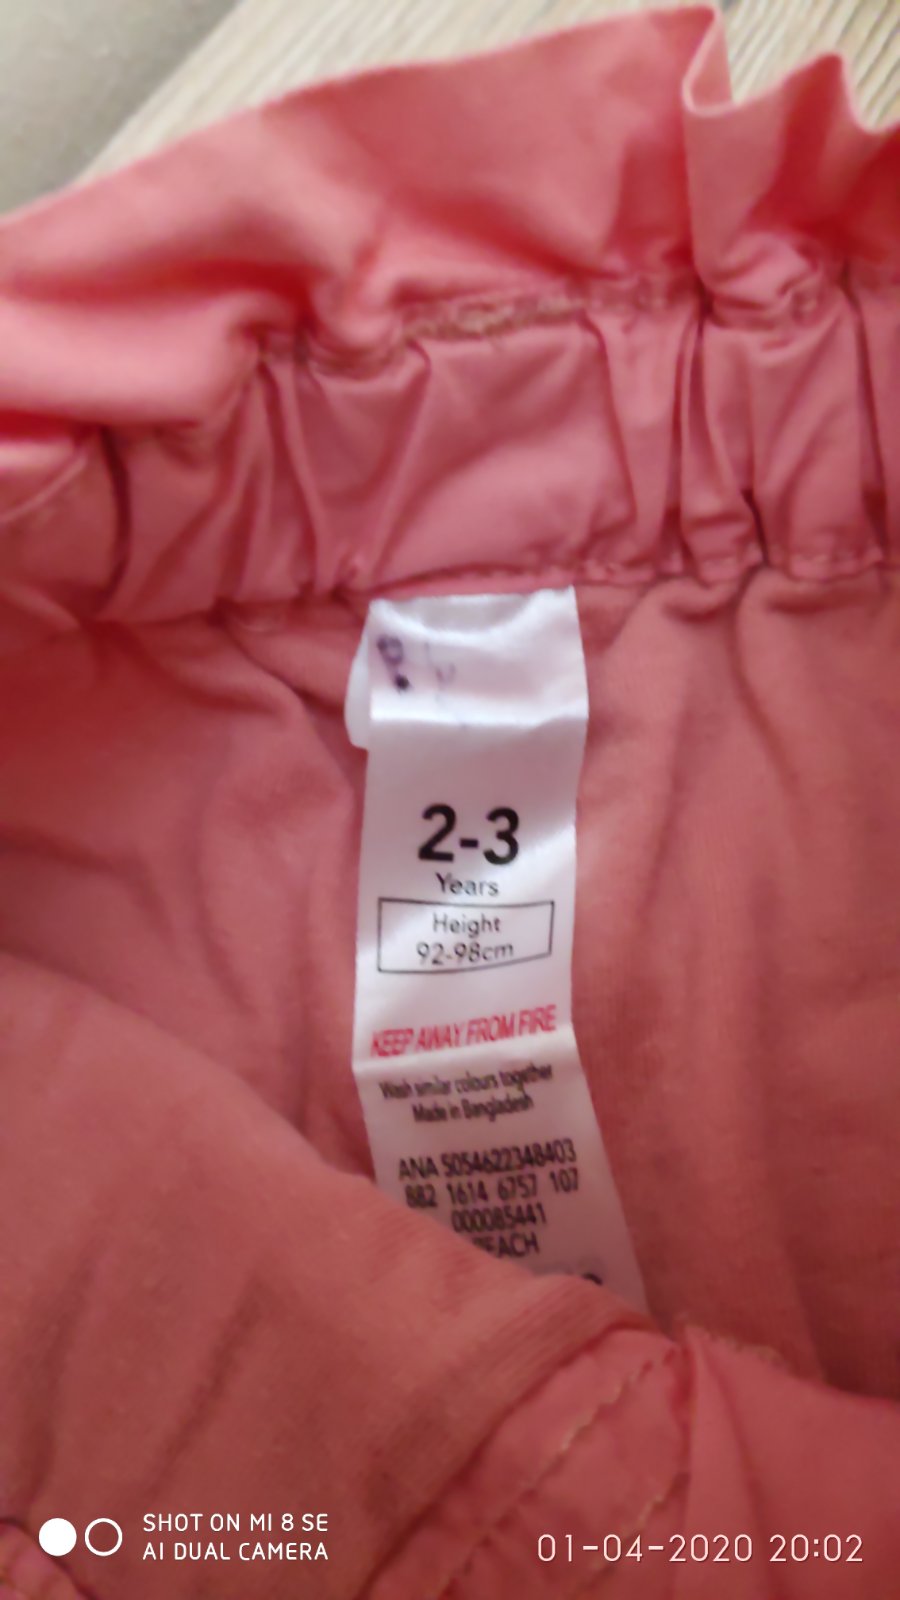 2-3
Years
Height
92-98cm
KEEP AWAY FROM FIRE
Wash similar colours together
Made in Bangladesh
ANA 5054622348403
882 1614 6757 107
000085441
PEACH
SHOT ON MI 8 SE
AI DUAL CAMERA
01-04-2020 20:02